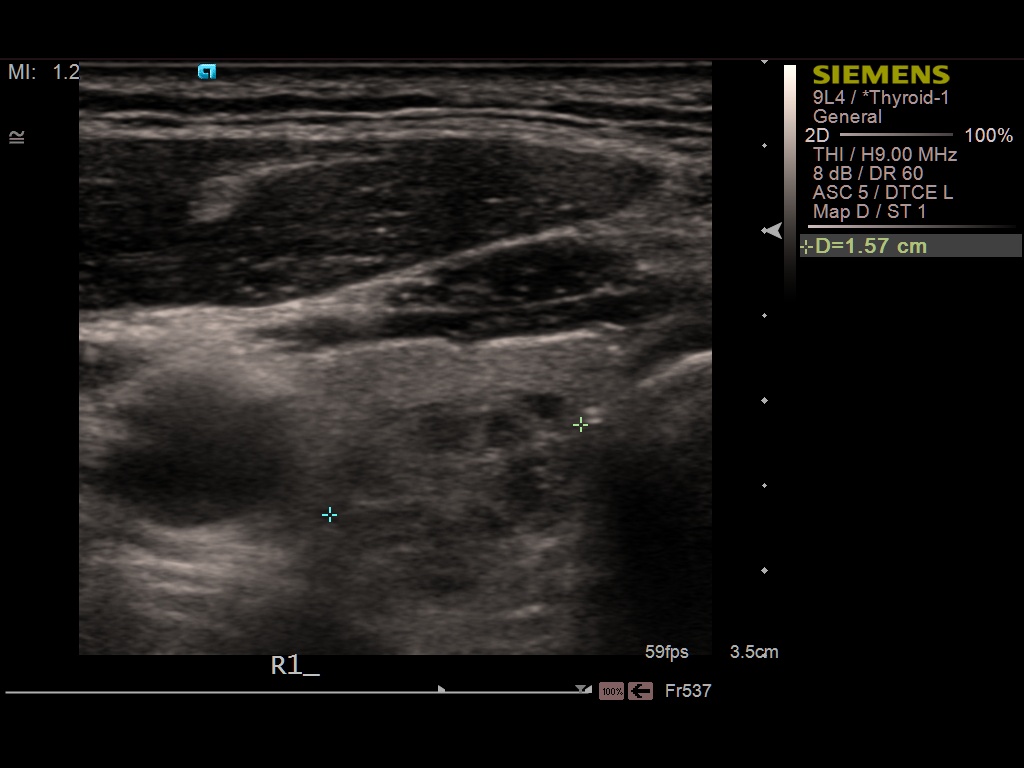 MI: 1.2
SIEMENS
9L4 / *Thyroid-1
General
2D 100%
THI / H9.00 MHz
8 dB / DR 60
ASC 5 / DTCE L
Map D / ST 1
D=1.57 cm
59fps 3.5cm
R1_
100% Fr537